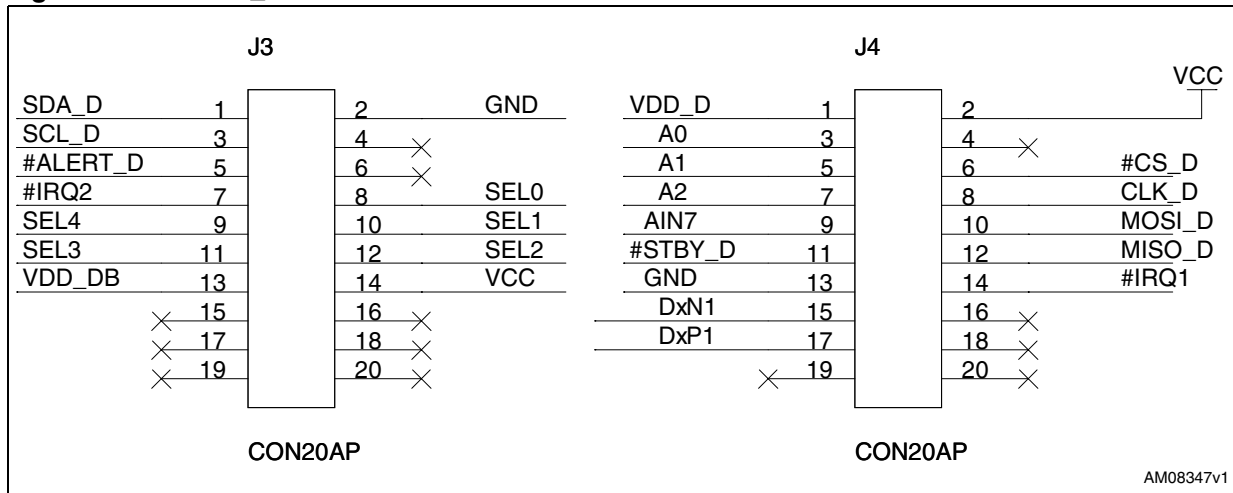 J3 J4
VCC
SDA_D 1 2 GND VDD_D 1 2
SCL_D 3 4 A0 3 4
#ALERT_D 5 6 A1 5 6 #CS_D
#IRQ2 7 8 SEL0 A2 7 8 CLK_D
SEL4 9 10 SEL1 AIN7 9 10 MOSI_D
SEL3 11 12 SEL2 #STBY_D 11 12 MISO_D
VDD_DB 13 14 VCC GND 13 14 #IRQ1
15 16 DxN1 15 16
17 18 DxP1 17 18
19 20 19 20
CON20AP CON20AP
AM08347v1